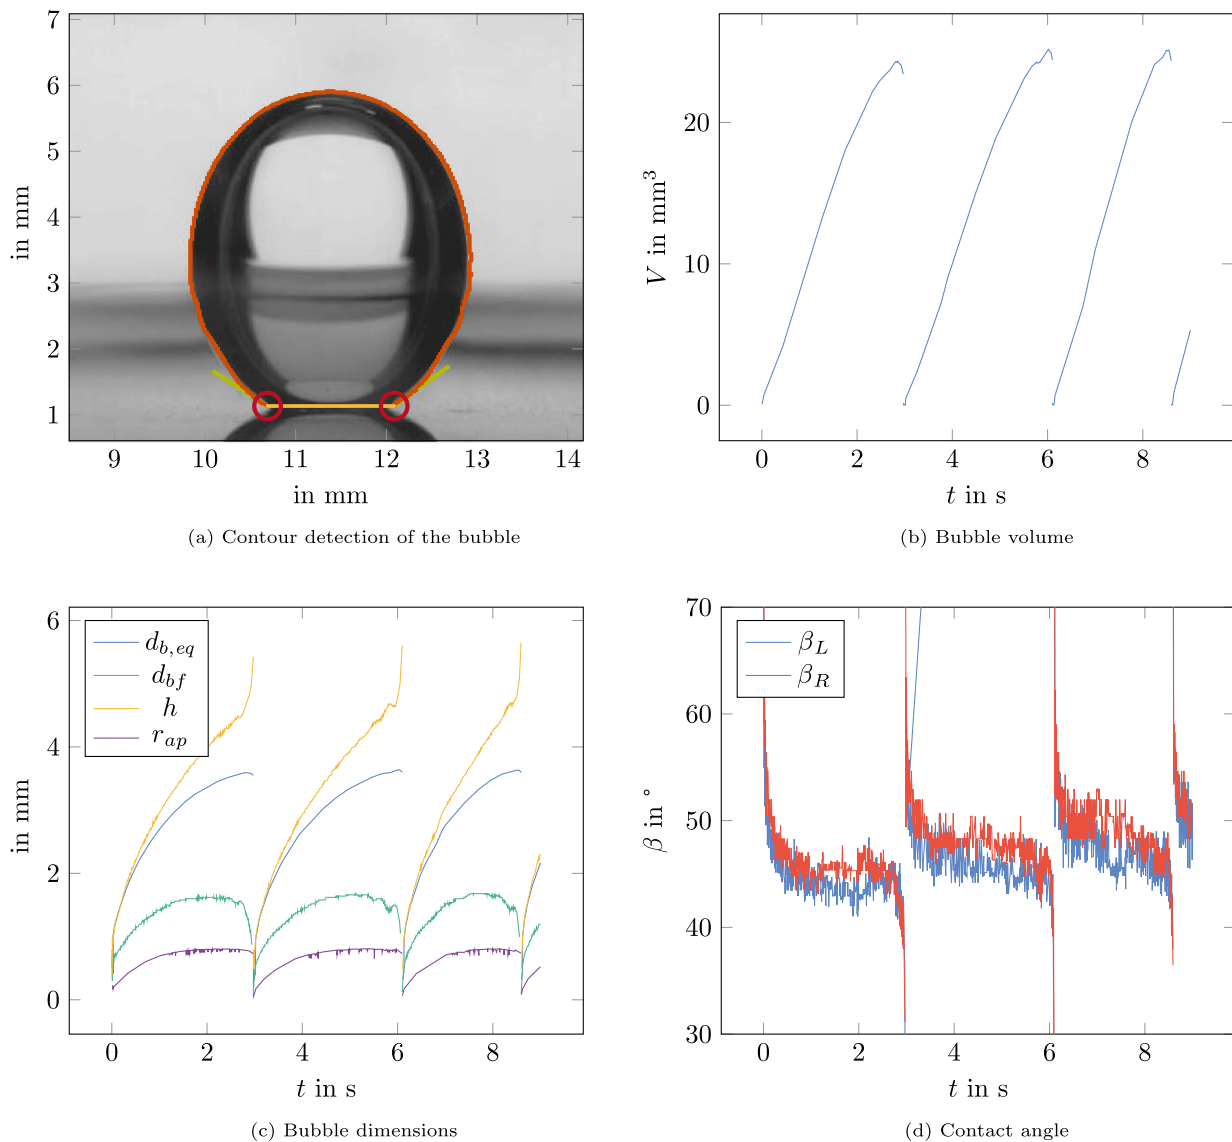 7
6
5
4
3
2
1
in mm
9 10 11 12 13 14
in mm
(a) Contour detection of the bubble
20
10
0
V in mm³
0 2 4 6 8
t in s
(b) Bubble volume
6
4
2
0
in mm
d_{b,eq}
d_{bf}
h
r_{ap}
0 2 4 6 8
t in s
(c) Bubble dimensions
70
60
50
40
30
β in °
β_L
β_R
0 2 4 6 8
t in s
(d) Contact angle